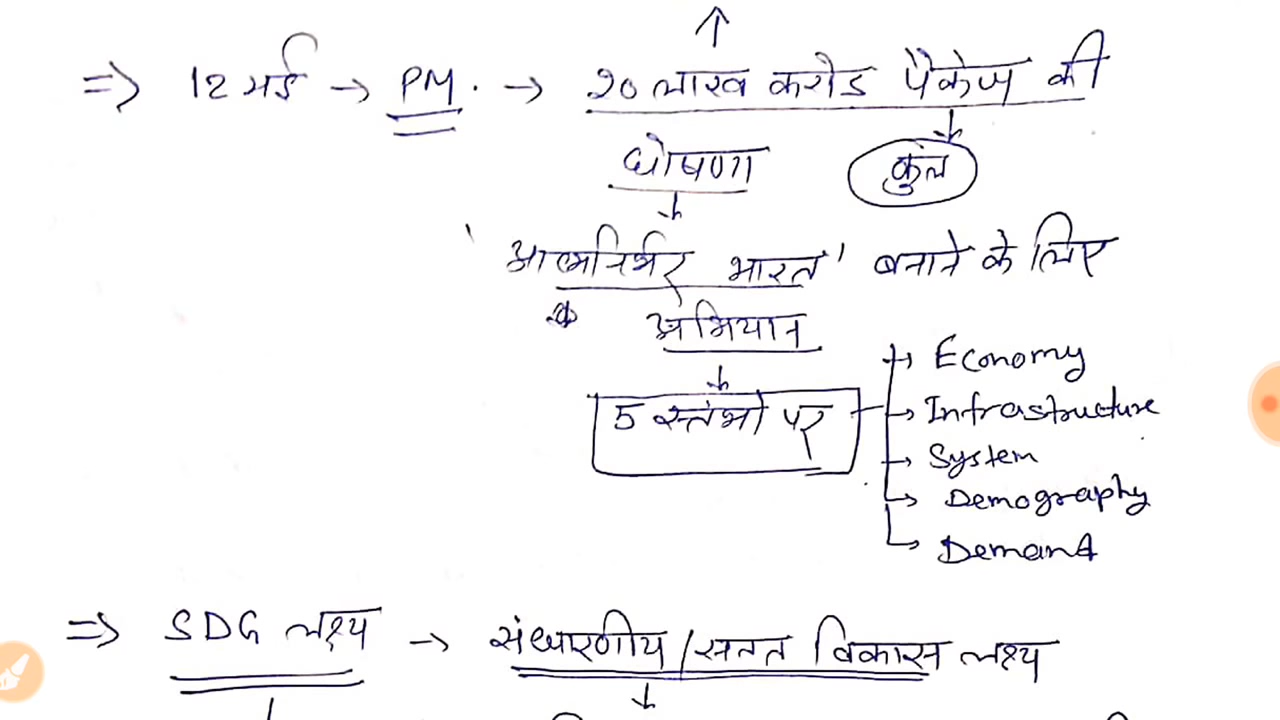 ⇒ 12 मई → PM. → 20 लाख करोड पैकेज की
घोषणा
कुल
'आत्मनिर्भर भारत' बनाने के लिए
अभियान
5 स्तंभो पर
→ Economy
→ Infrastructure
→ System
→ Demography
→ Demand
⇒ SDG लक्ष्य → संधारणीय/सतत विकास लक्ष्य